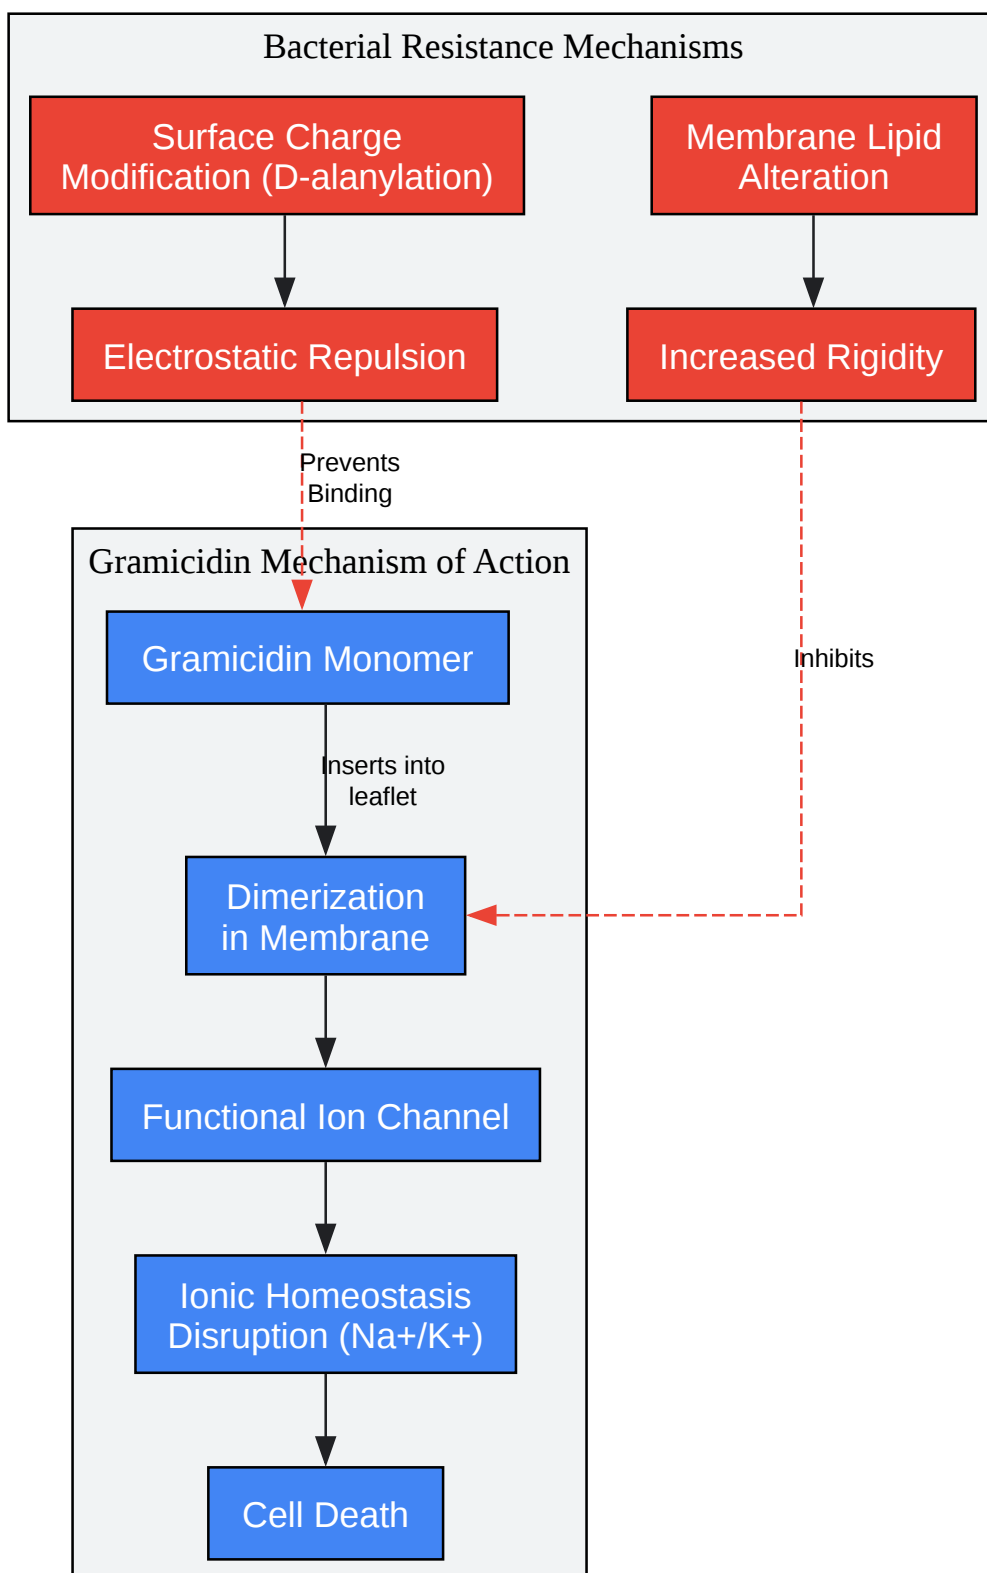 Bacterial Resistance Mechanisms
Surface Charge
Modification (D-alanylation)
Membrane Lipid
Alteration
Electrostatic Repulsion
Increased Rigidity
Prevents
Binding
Gramicidin Mechanism of Action
Gramicidin Monomer
Inhibits
Inserts into
leaflet
Dimerization
in Membrane
Functional Ion Channel
Ionic Homeostasis
Disruption (Na+/K+)
Cell Death